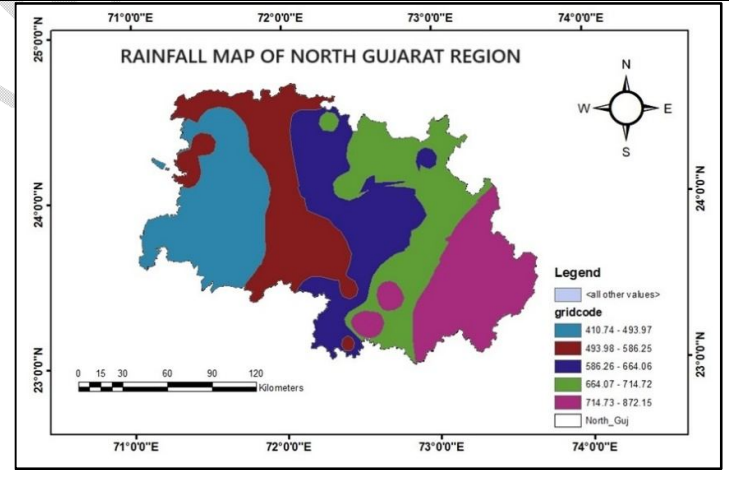 71°0'0"E 72°0'0"E 73°0'0"E 74°0'0"E
25°0'0"N
RAINFALL MAP OF NORTH GUJARAT REGION
N
W E
S
24°0'0"N
24°0'0"N
Legend
<all other values>
gridcode
410.74 - 493.97
493.98 - 586.25
586.26 - 664.06
664.07 - 714.72
714.73 - 872.15
North_Guj
23°0'0"N
23°0'0"N
0 15 30 60 90 120
Kilometers
71°0'0"E 72°0'0"E 73°0'0"E 74°0'0"E